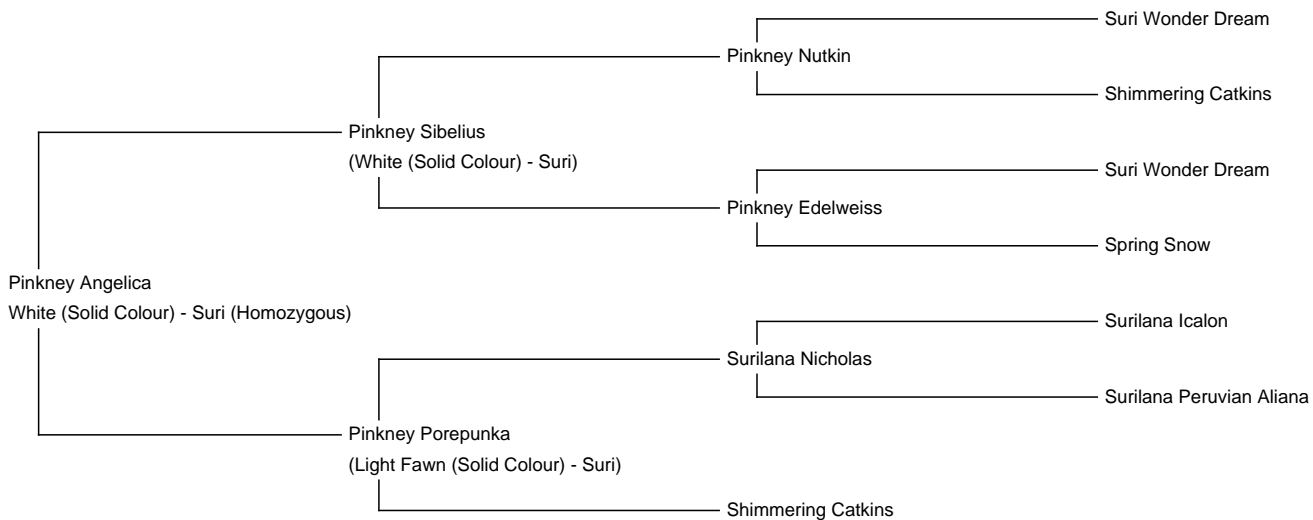 Suri Wonder Dream
Pinkney Nutkin
Shimmering Catkins
Pinkney Sibelius
(White (Solid Colour) - Suri)
Suri Wonder Dream
Pinkney Edelweiss
Spring Snow
Pinkney Angelica
White (Solid Colour) - Suri (Homozygous)
Surilana Icalon
Surilana Nicholas
Surilana Peruvian Aliana
Pinkney Porepunka
(Light Fawn (Solid Colour) - Suri)
Shimmering Catkins